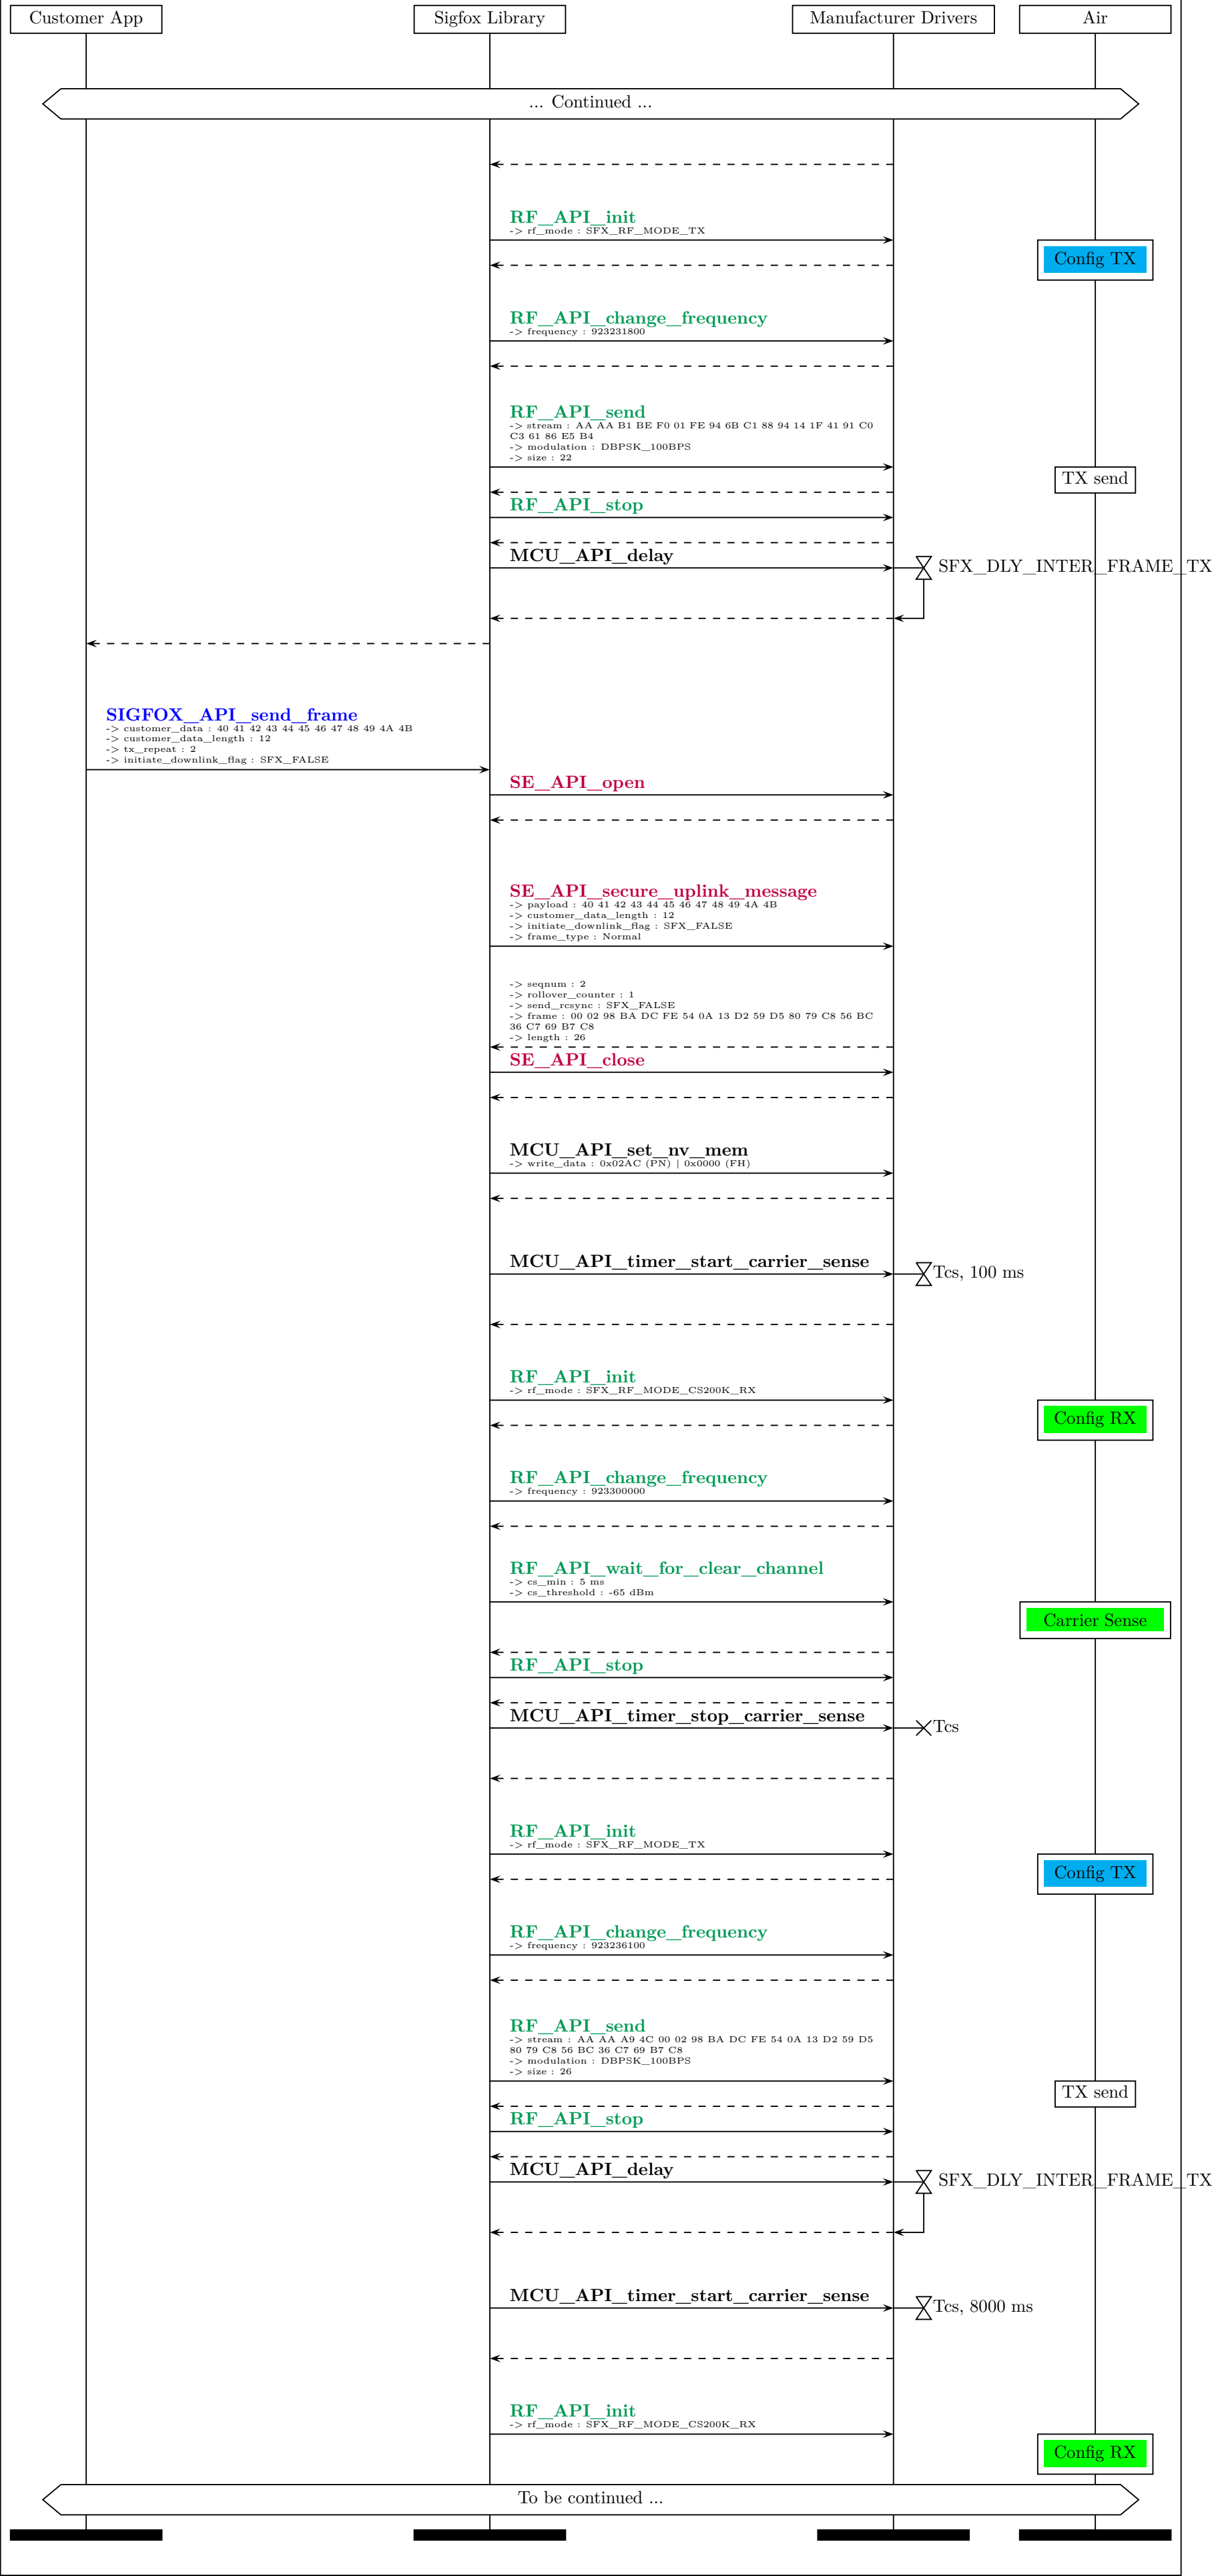 Customer App
Sigfox Library
Manufacturer Drivers
Air
... Continued ...
RF_API_init
-> rf_mode : SFX_RF_MODE_TX
Config TX
RF_API_change_frequency
-> frequency : 923231800
RF_API_send
-> stream : AA AA B1 BE F0 01 FE 94 6B C1 88 94 14 1F 41 91 C0
C3 61 86 E5 B4
-> modulation : DBPSK_100BPS
-> size : 22
TX send
RF_API_stop
MCU_API_delay
SFX_DLY_INTER_FRAME_TX
SIGFOX_API_send_frame
-> customer_data : 40 41 42 43 44 45 46 47 48 49 4A 4B
-> customer_data_length : 12
-> tx_repeat : 2
-> initiate_downlink_flag : SFX_FALSE
SE_API_open
SE_API_secure_uplink_message
-> payload : 40 41 42 43 44 45 46 47 48 49 4A 4B
-> customer_data_length : 12
-> initiate_downlink_flag : SFX_FALSE
-> frame_type : Normal
-> seqnum : 2
-> rollover_counter : 1
-> send_rcsync : SFX_FALSE
-> frame : 00 02 98 BA DC FE 54 0A 13 D2 59 D5 80 79 C8 56 BC
36 C7 69 B7 C8
-> length : 26
SE_API_close
MCU_API_set_nv_mem
-> write_data : 0x02AC (PN) | 0x0000 (FH)
MCU_API_timer_start_carrier_sense
Tcs, 100 ms
RF_API_init
-> rf_mode : SFX_RF_MODE_CS200K_RX
Config RX
RF_API_change_frequency
-> frequency : 923300000
RF_API_wait_for_clear_channel
-> cs_min : 5 ms
-> cs_threshold : -65 dBm
Carrier Sense
RF_API_stop
MCU_API_timer_stop_carrier_sense
Tcs
RF_API_init
-> rf_mode : SFX_RF_MODE_TX
Config TX
RF_API_change_frequency
-> frequency : 923236100
RF_API_send
-> stream : AA AA A9 4C 00 02 98 BA DC FE 54 0A 13 D2 59 D5
80 79 C8 56 BC 36 C7 69 B7 C8
-> modulation : DBPSK_100BPS
-> size : 26
TX send
RF_API_stop
MCU_API_delay
SFX_DLY_INTER_FRAME_TX
MCU_API_timer_start_carrier_sense
Tcs, 8000 ms
RF_API_init
-> rf_mode : SFX_RF_MODE_CS200K_RX
Config RX
To be continued ...